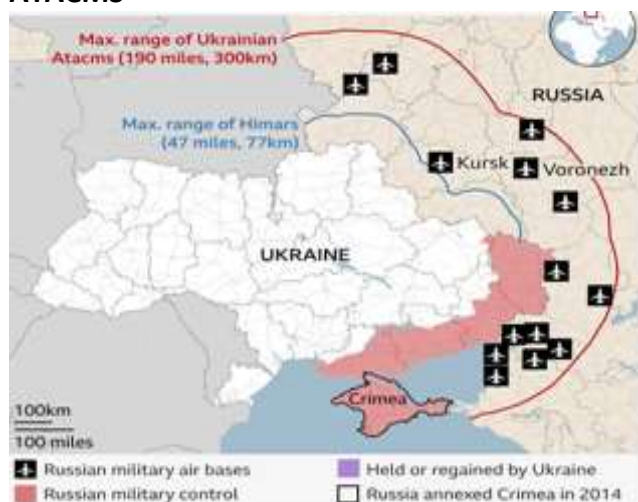 ATACMS
Max. range of Ukrainian
Atacms (190 miles, 300km)
RUSSIA
Max. range of Himars
(47 miles, 77km)
Kursk
Voronezh
UKRAINE
Crimea
100km
100 miles
Russian military air bases
Held or regained by Ukraine
Russian military control
Russia annexed Crimea in 2014